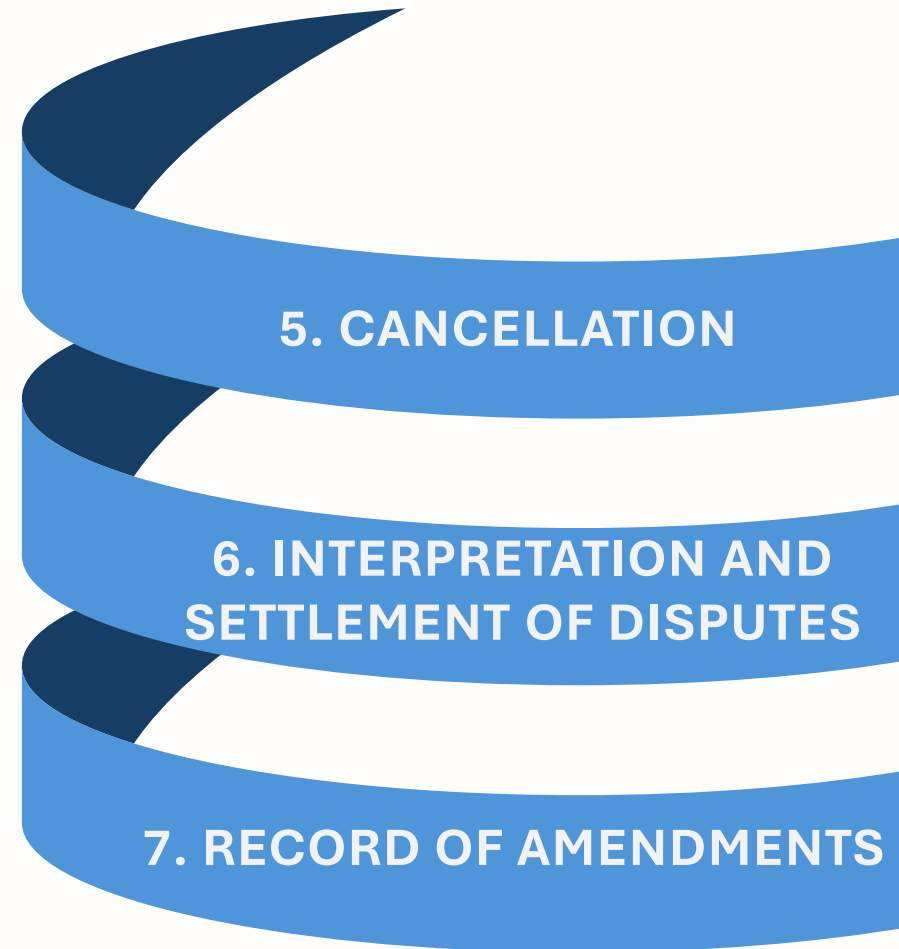 5. CANCELLATION
6. INTERPRETATION AND
SETTLEMENT OF DISPUTES
7. RECORD OF AMENDMENTS